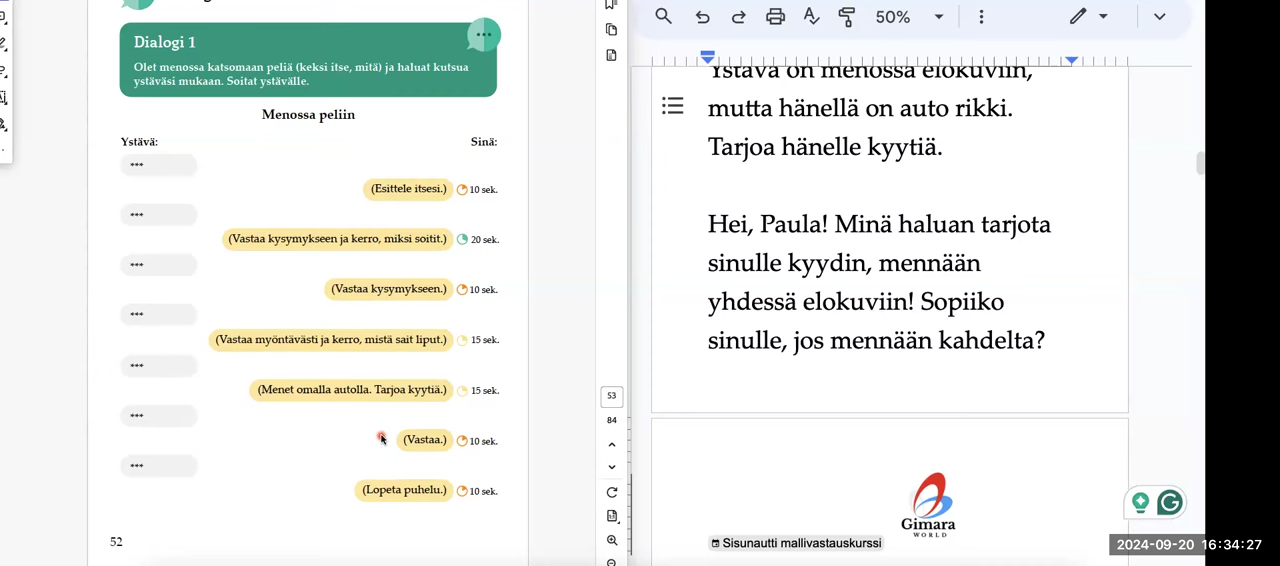 Dialogi 1
Olet menossa katsomaan peliä (keksi itse, mitä) ja haluat kutsua
ystäväsi mukaan. Soitat ystävälle.
Menossa peliin
Ystävä: Sinä:
***
(Esittele itsesi.) 10 sek.
***
(Vastaa kysymykseen ja kerro, miksi soitit.) 20 sek.
***
(Vastaa kysymykseen.) 10 sek.
***
(Vastaa myöntävästi ja kerro, mistä sait liput.) 15 sek.
***
(Menet omalla autolla. Tarjoa kyytiä.) 15 sek.
***
(Vastaa.) 10 sek.
***
(Lopeta puhelu.) 10 sek.
52
53
84
50%
Ystävä on menossa elokuviin,
mutta hänellä on auto rikki.
Tarjoa hänelle kyytiä.
Hei, Paula! Minä haluan tarjota
sinulle kyydin, mennään
yhdessä elokuviin! Sopiiko
sinulle, jos mennään kahdelta?
Gimara
WORLD
Sisunautti mallivastauskurssi
2024-09-20 16:34:27